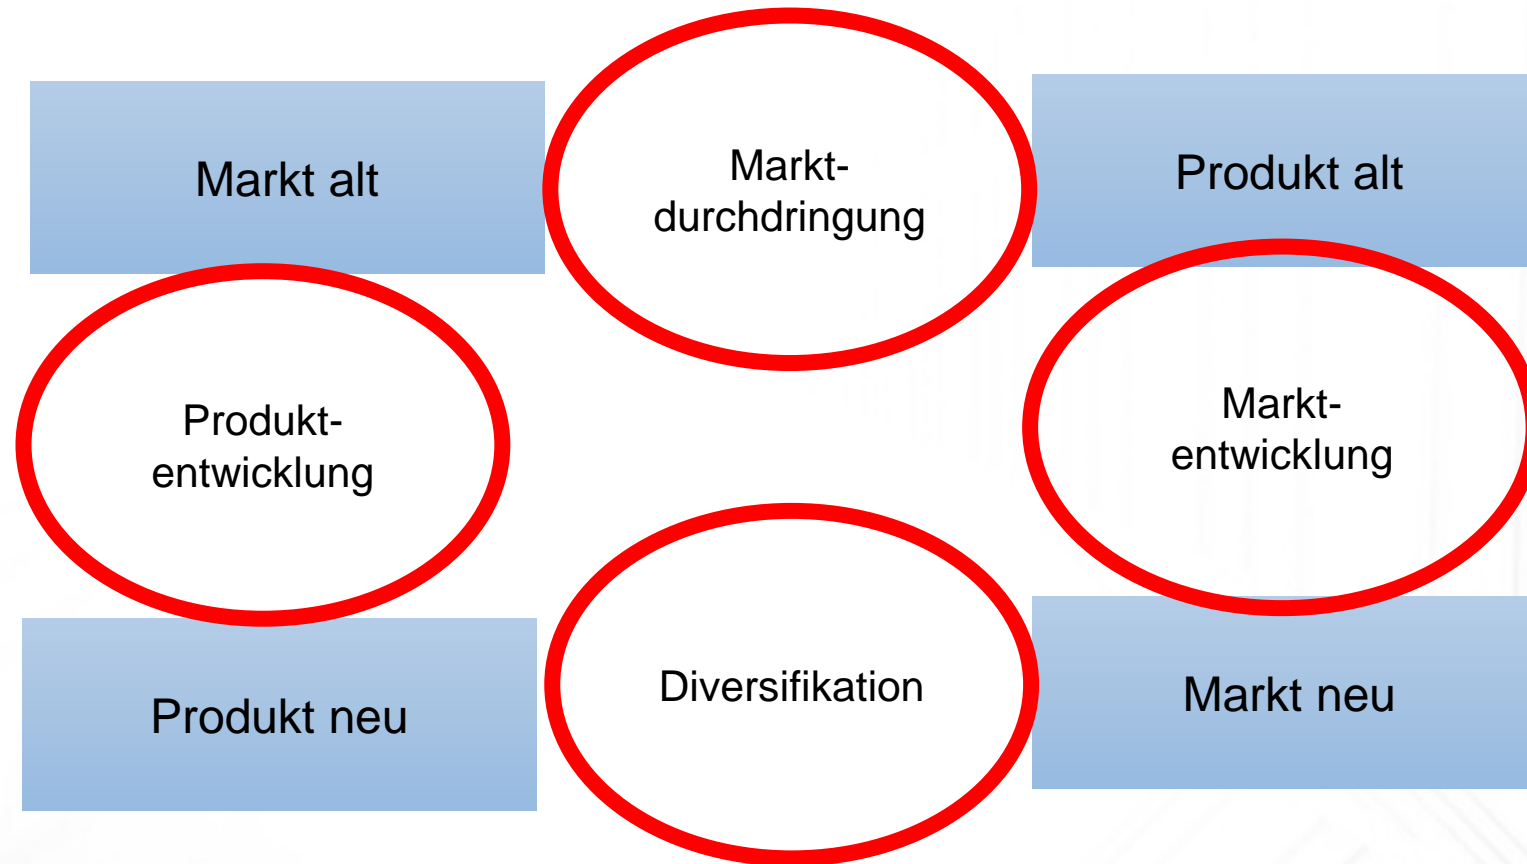 Markt alt
Markt-
durchdringung
Produkt alt
Produkt-
entwicklung
Markt-
entwicklung
Produkt neu
Diversifikation
Markt neu